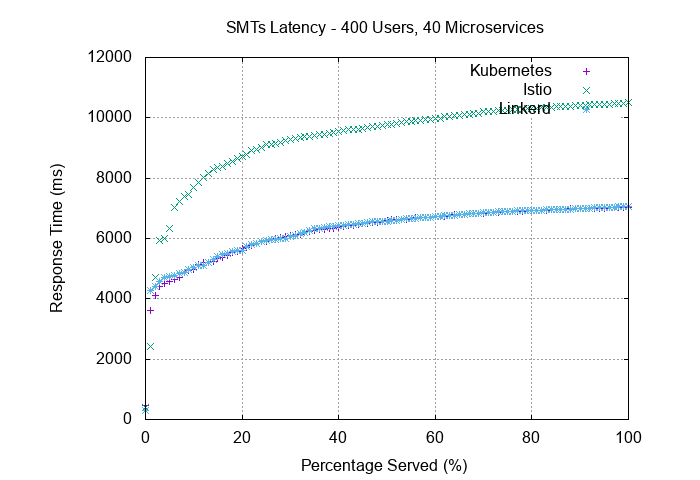 SMTs Latency - 400 Users, 40 Microservices
12000
10000
8000
6000
4000
2000
0
Response Time (ms)
Kubernetes
Istio
Linkerd
0 20 40 60 80 100
Percentage Served (%)